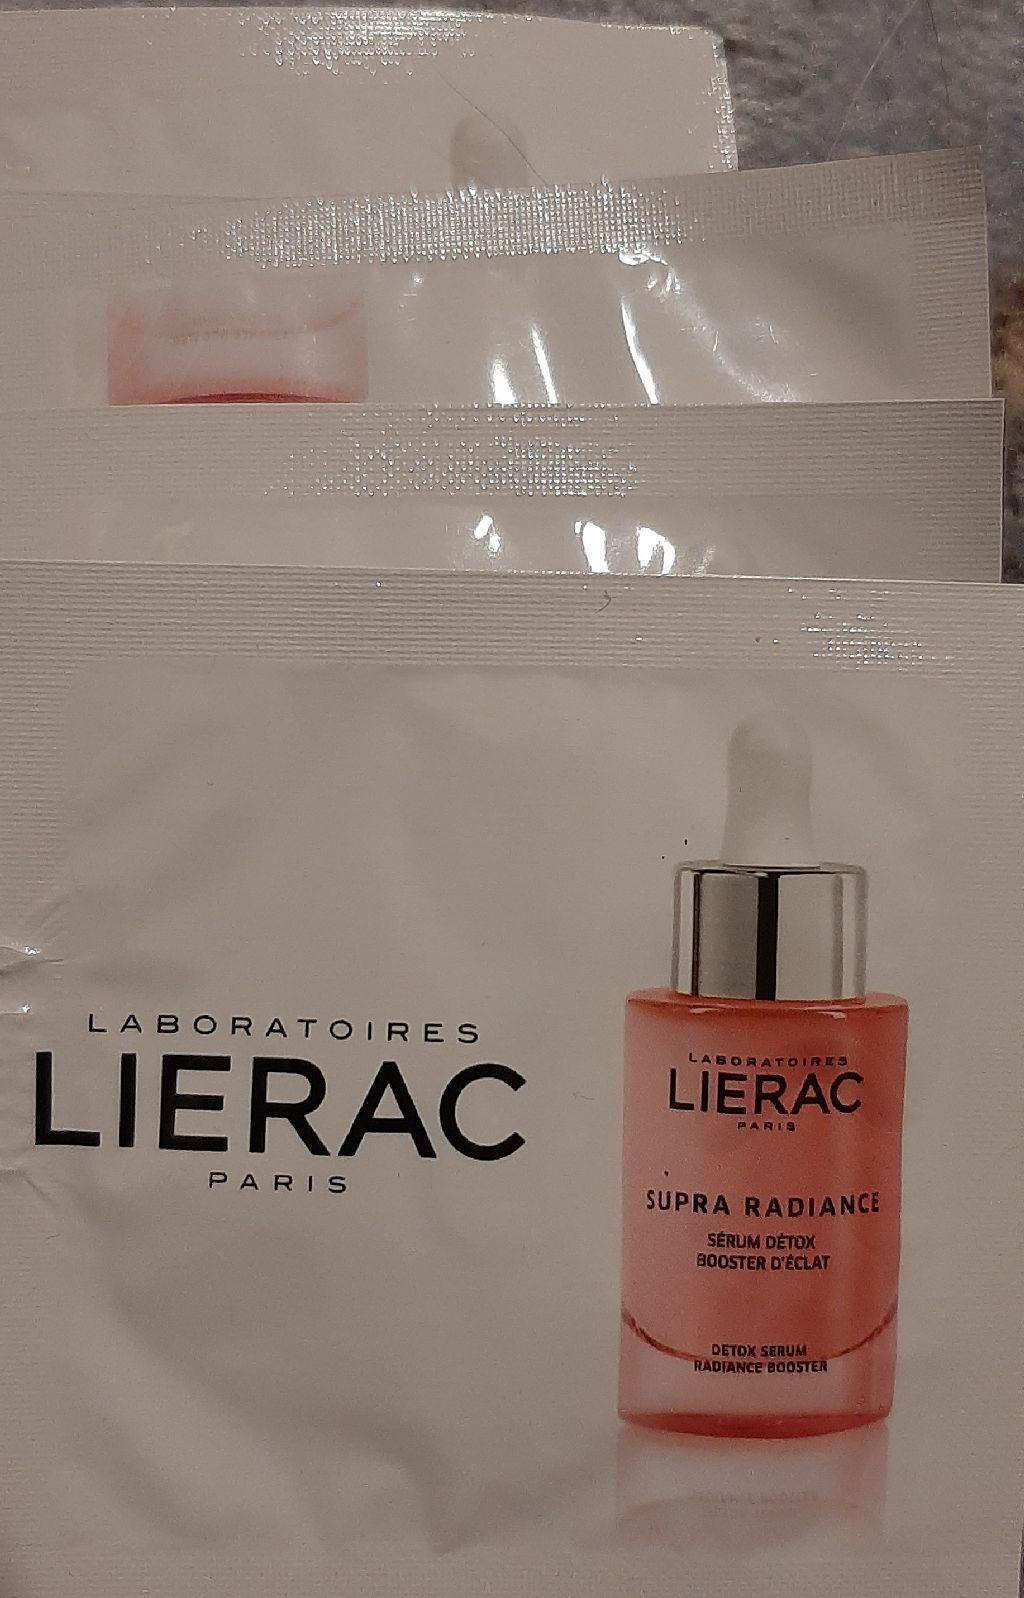 LABORATOIRES
LIERAC
PARIS
LABORATOIRES
LIERAC
PARIS
SUPRA RADIANCE
SÉRUM DÉTOX
BOOSTER D'ÉCLAT
DETOX SERUM
RADIANCE BOOSTER